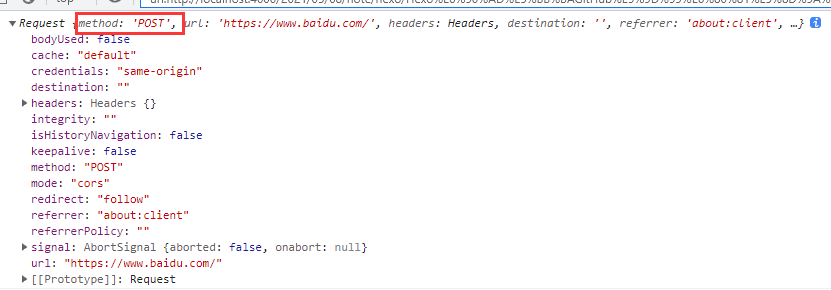 Request {method: 'POST', url: 'https://www.baidu.com/', headers: Headers, destination: '', referrer: 'about:client', …}
bodyUsed: false
cache: "default"
credentials: "same-origin"
destination: ""
headers: Headers {}
integrity: ""
isHistoryNavigation: false
keepalive: false
method: "POST"
mode: "cors"
redirect: "follow"
referrer: "about:client"
referrerPolicy: ""
signal: AbortSignal {aborted: false, onabort: null}
url: "https://www.baidu.com/"
[[Prototype]]: Request